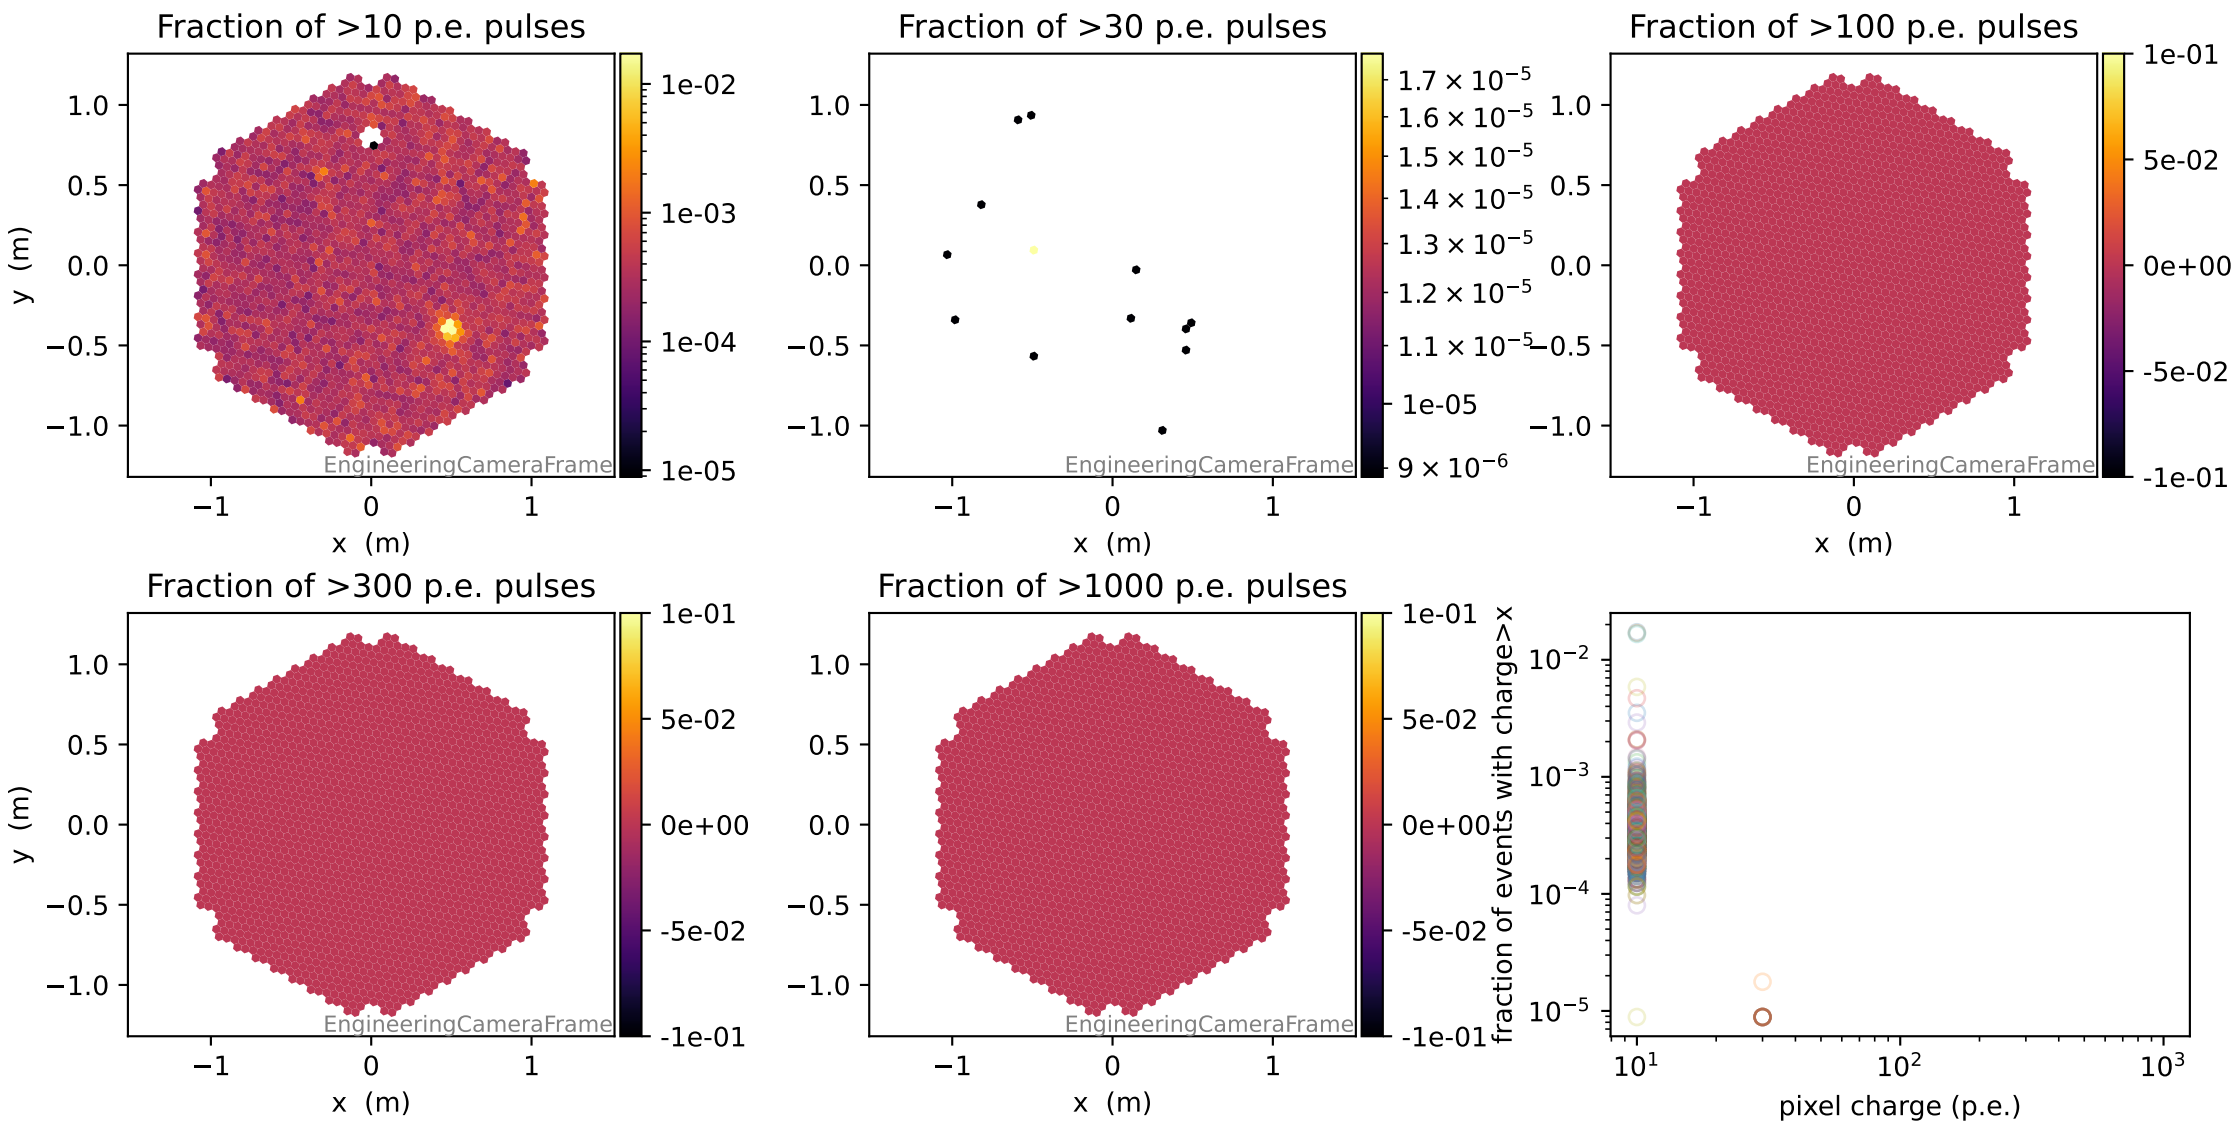 Fraction of >10 p.e. pulses
Fraction of >30 p.e. pulses
Fraction of >100 p.e. pulses
y (m)
1.0
0.5
0.0
−0.5
−1.0
EngineeringCameraFrame
−1
0
1
x (m)
1e-02
1e-03
1e-04
1e-05
1.0
0.5
0.0
−0.5
−1.0
EngineeringCameraFrame
−1
0
1
x (m)
1.7 × 10⁻⁵
1.6 × 10⁻⁵
1.5 × 10⁻⁵
1.4 × 10⁻⁵
1.3 × 10⁻⁵
1.2 × 10⁻⁵
1.1 × 10⁻⁵
1e-05
9 × 10⁻⁶
1.0
0.5
0.0
−0.5
−1.0
EngineeringCameraFrame
−1
0
1
x (m)
1e-01
5e-02
0e+00
-5e-02
-1e-01
Fraction of >300 p.e. pulses
Fraction of >1000 p.e. pulses
y (m)
1.0
0.5
0.0
−0.5
−1.0
EngineeringCameraFrame
−1
0
1
x (m)
1e-01
5e-02
0e+00
-5e-02
-1e-01
1.0
0.5
0.0
−0.5
−1.0
EngineeringCameraFrame
−1
0
1
x (m)
1e-01
5e-02
0e+00
-5e-02
-1e-01
fraction of events with charge>x
10⁻²
10⁻³
10⁻⁴
10⁻⁵
10¹
10²
10³
pixel charge (p.e.)